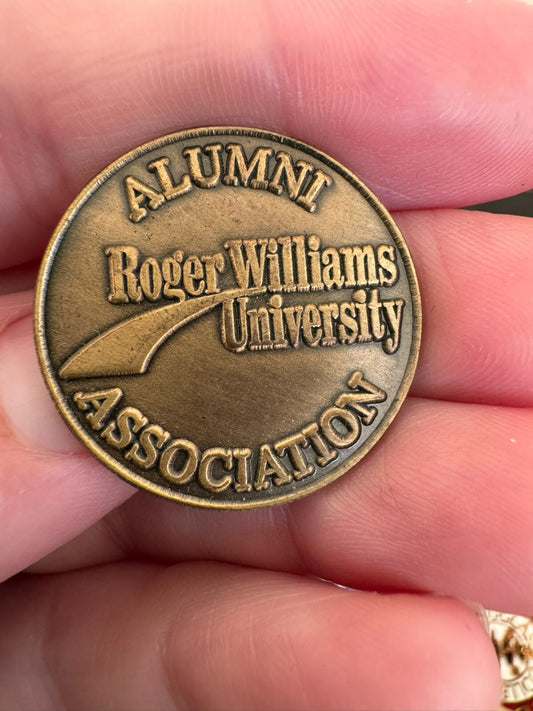 ALUMNI
Roger Williams
University
ASSOCIATION